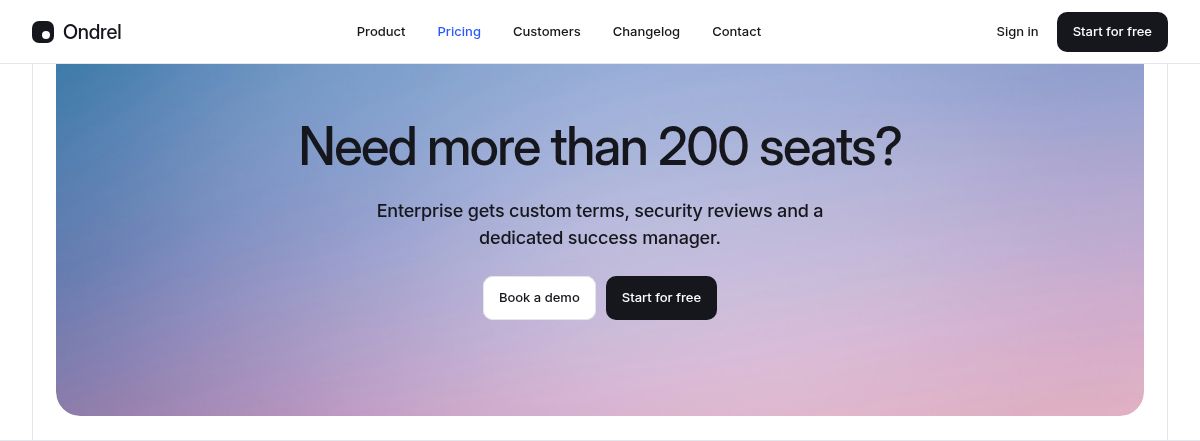 Ondrel
Product
Pricing
Customers
Changelog
Contact
Sign in
Start for free
Need more than 200 seats?
Enterprise gets custom terms, security reviews and a
dedicated success manager.
Book a demo
Start for free